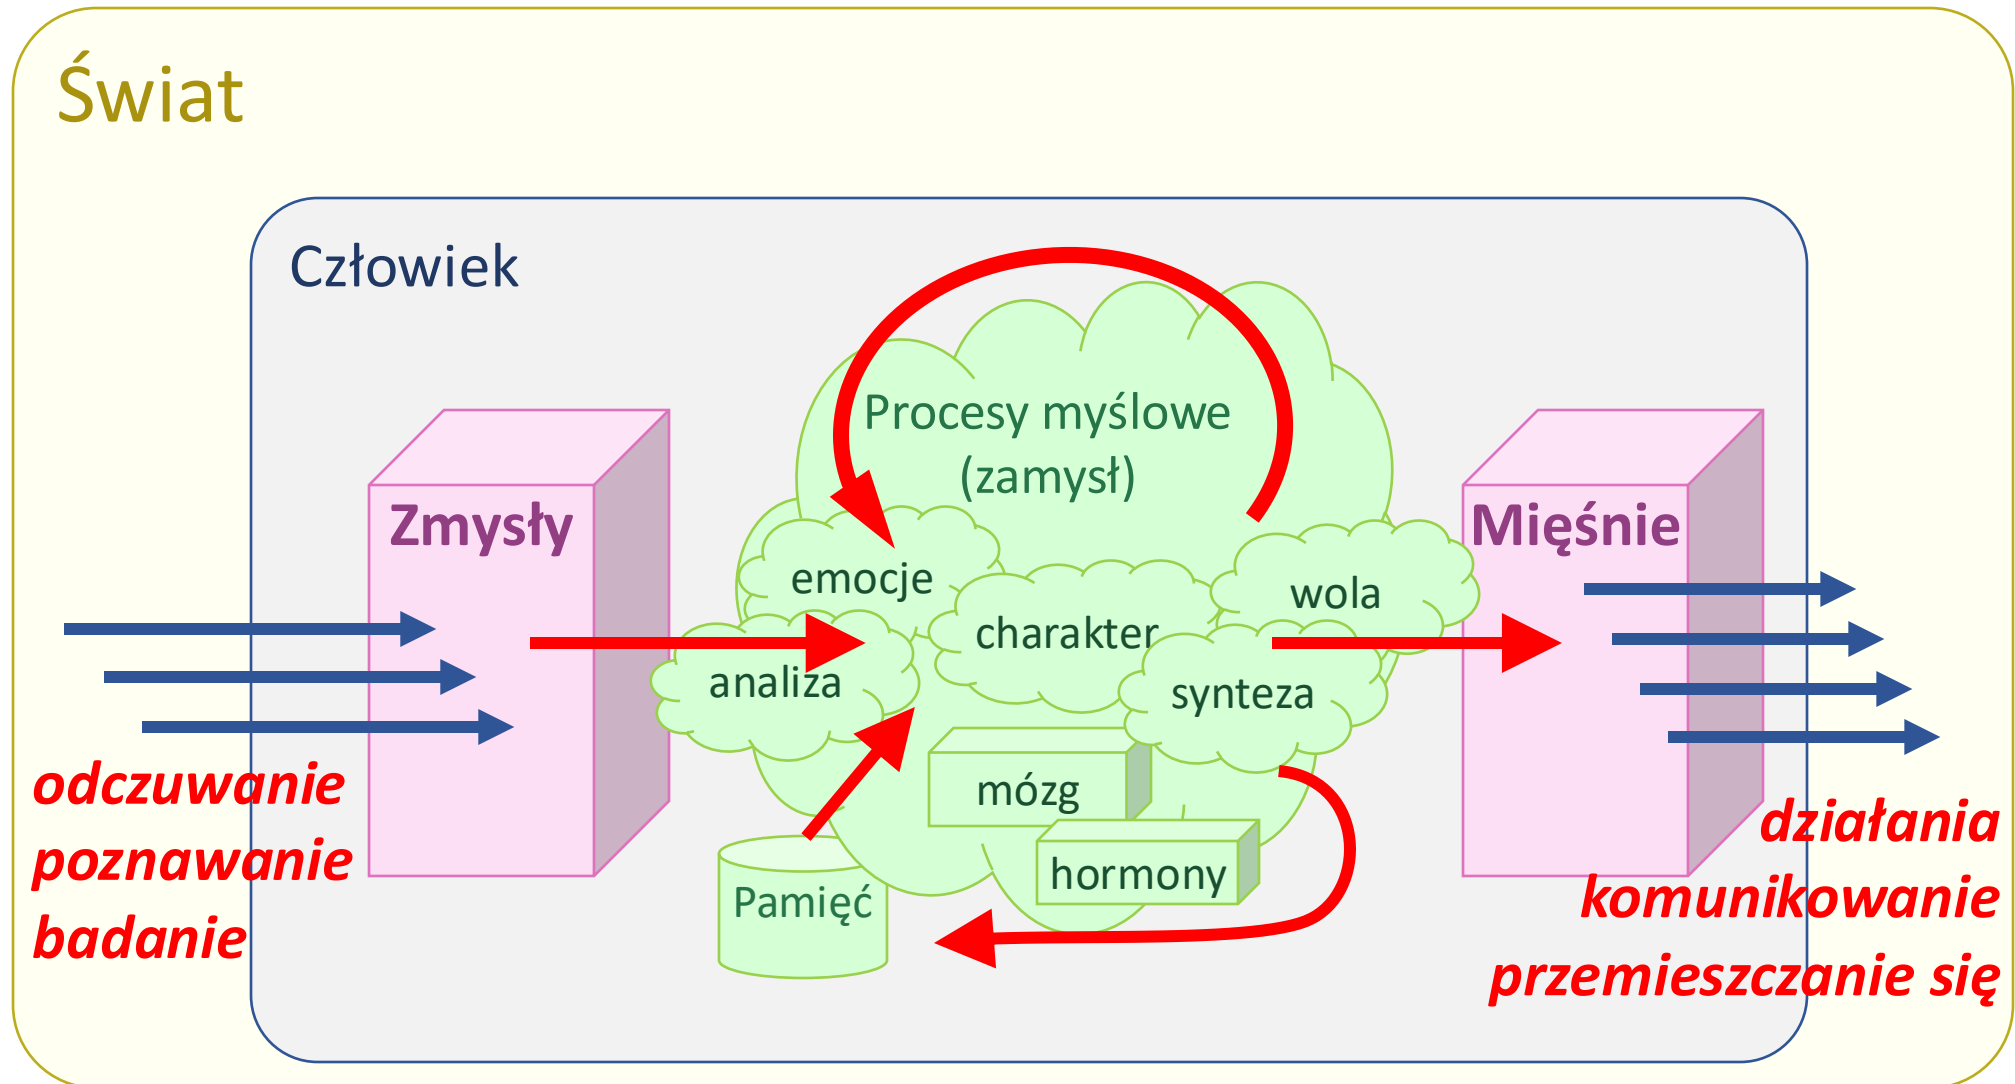 Świat
Człowiek
Procesy myślowe
(zamysł)
Zmysły
Mięśnie
emocje
wola
charakter
analiza
synteza
mózg
hormony
Pamięć
odczuwanie
poznawanie
badanie
działania
komunikowanie
przemieszczanie się